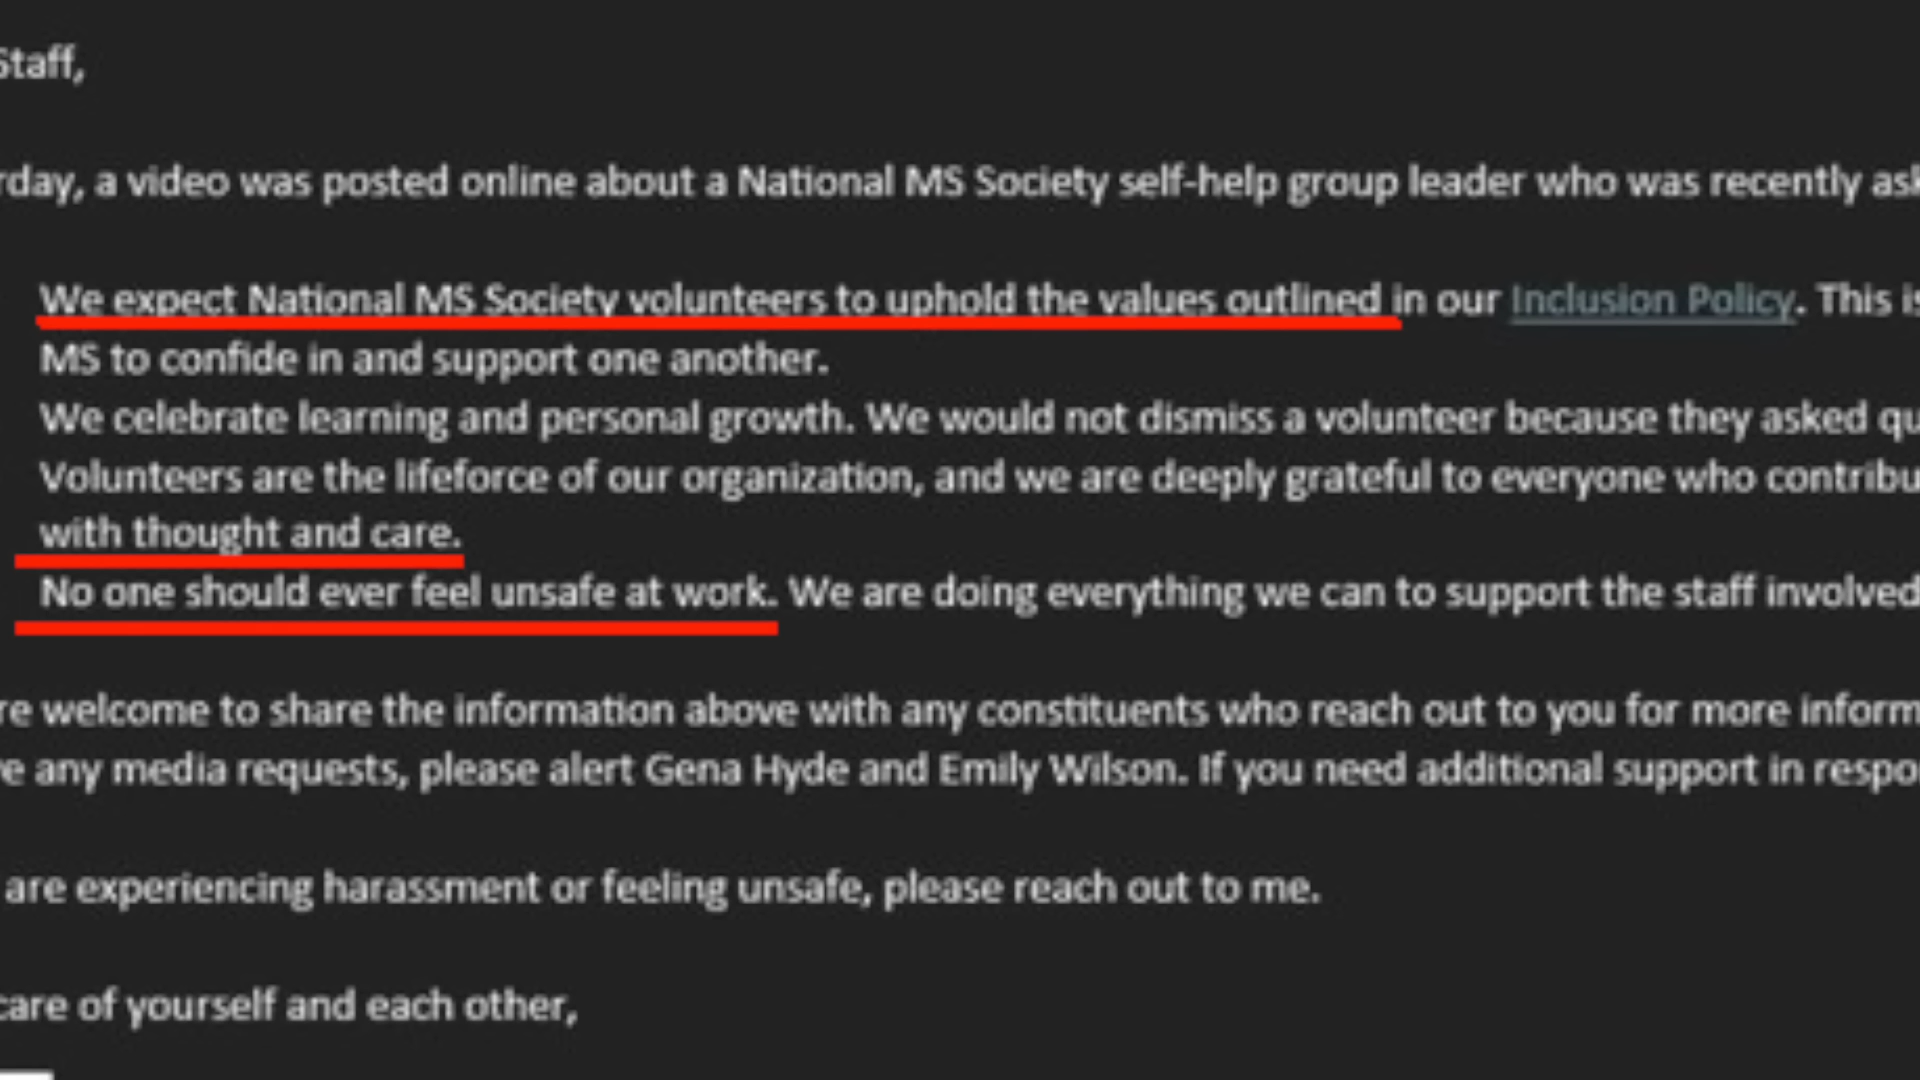 Staff,
rday, a video was posted online about a National MS Society self-help group leader who was recently ask
We expect National MS Society volunteers to uphold the values outlined in our Inclusion Policy. This is
MS to confide in and support one another.
We celebrate learning and personal growth. We would not dismiss a volunteer because they asked qu
Volunteers are the lifeforce of our organization, and we are deeply grateful to everyone who contribu
with thought and care.
No one should ever feel unsafe at work. We are doing everything we can to support the staff involved
re welcome to share the information above with any constituents who reach out to you for more inform
ve any media requests, please alert Gena Hyde and Emily Wilson. If you need additional support in respo
are experiencing harassment or feeling unsafe, please reach out to me.
care of yourself and each other,